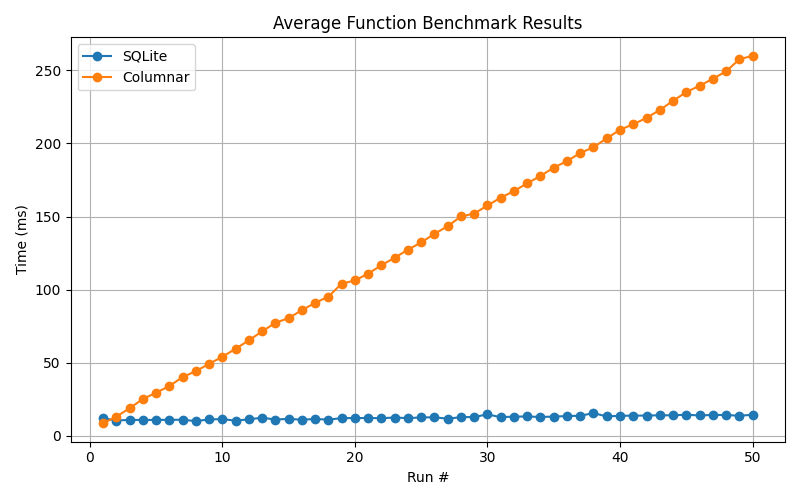 Average Function Benchmark Results
SQLite
Columnar
250
200
150
100
50
0
Time (ms)
0 10 20 30 40 50
Run #